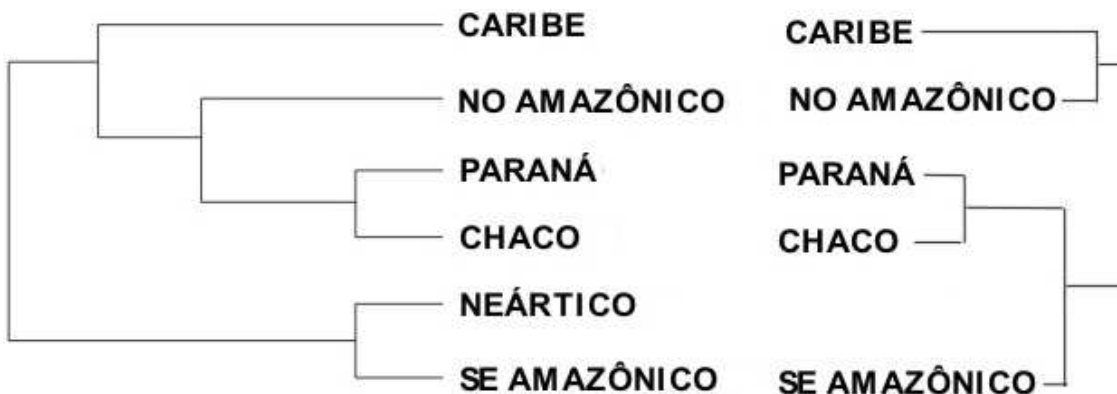 CARIBE
NO AMAZÔNICO
PARANÁ
CHACO
NEÁRTICO
SE AMAZÔNICO
CARIBE
NO AMAZÔNICO
PARANÁ
CHACO
SE AMAZÔNICO